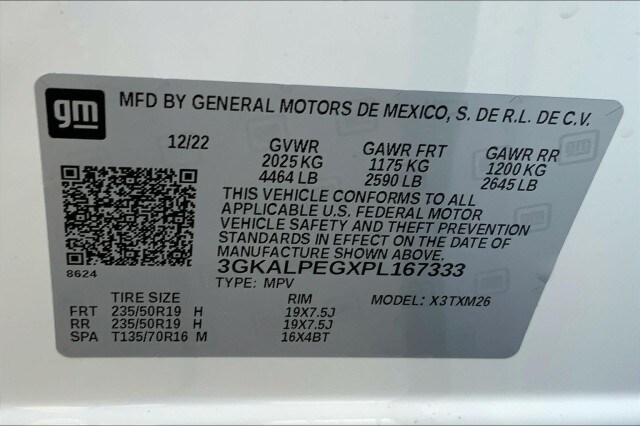 gm
MFD BY GENERAL MOTORS DE MEXICO, S. DE R.L. DE C.V.
12/22 GVWR GAWR FRT GAWR RR
2025 KG 1175 KG 1200 KG
4464 LB 2590 LB 2645 LB
THIS VEHICLE CONFORMS TO ALL
APPLICABLE U.S. FEDERAL MOTOR
VEHICLE SAFETY AND THEFT PREVENTION
STANDARDS IN EFFECT ON THE DATE OF
MANUFACTURE SHOWN ABOVE.
8624 3GKALPEGXPL167333
TYPE: MPV
TIRE SIZE RIM MODEL: X3TXM26
FRT 235/50R19 H 19X7.5J
RR 235/50R19 H 19X7.5J
SPA T135/70R16 M 16X4BT